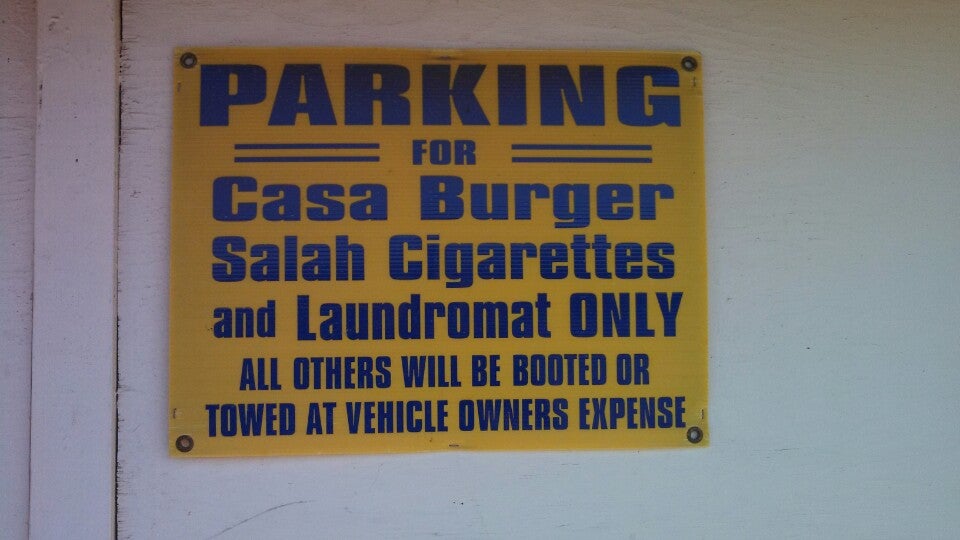 PARKING
FOR
Casa Burger
Salah Cigarettes
and Laundromat ONLY
ALL OTHERS WILL BE BOOTED OR
TOWED AT VEHICLE OWNERS EXPENSE